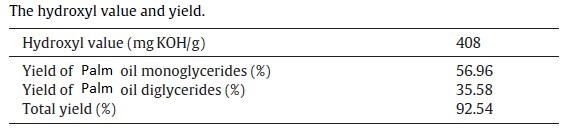 The hydroxyl value and yield.
Hydroxyl value (mg KOH/g) 408
Yield of Palm oil monoglycerides (%) 56.96
Yield of Palm oil diglycerides (%) 35.58
Total yield (%) 92.54